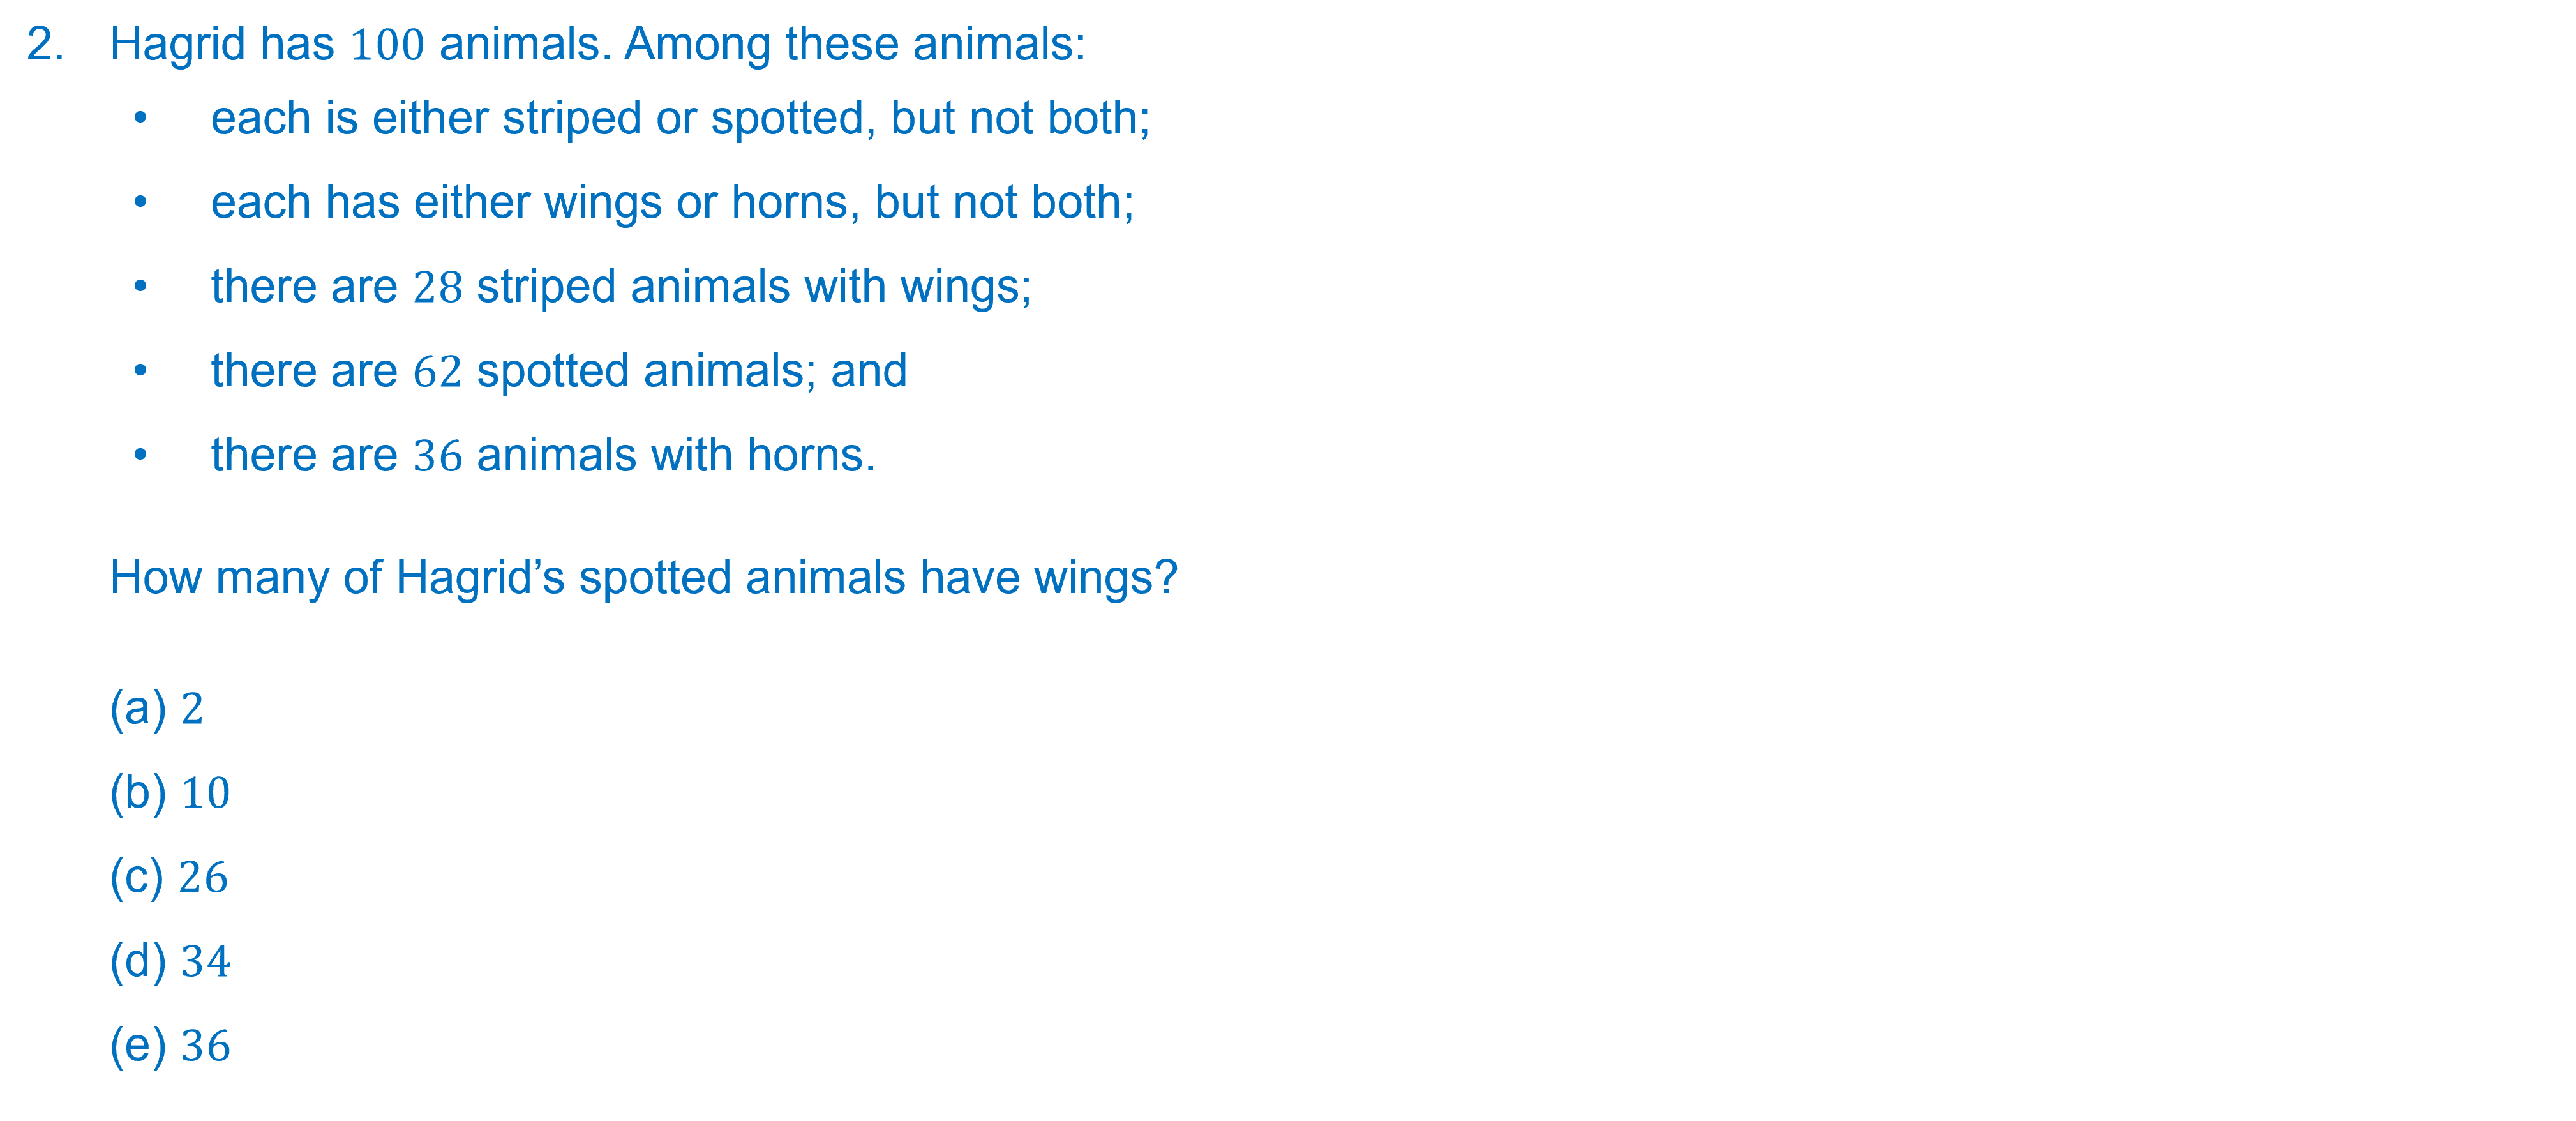 2. Hagrid has 100 animals. Among these animals:
• each is either striped or spotted, but not both;
• each has either wings or horns, but not both;
• there are 28 striped animals with wings;
• there are 62 spotted animals; and
• there are 36 animals with horns.
How many of Hagrid’s spotted animals have wings?
(a) 2
(b) 10
(c) 26
(d) 34
(e) 36